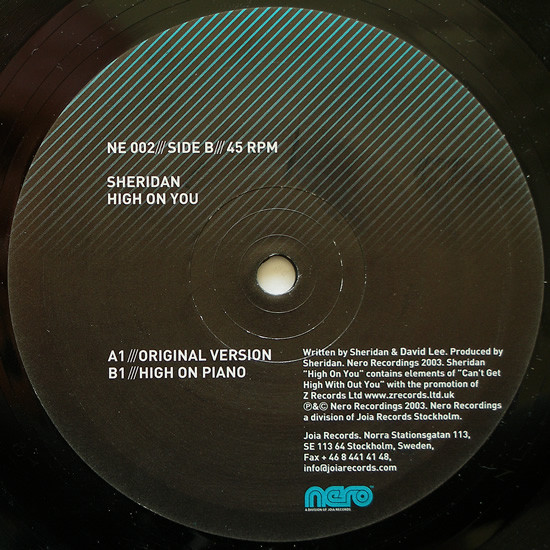 NE 002///SIDE B///45 RPM
SHERIDAN
HIGH ON YOU
A1///ORIGINAL VERSION
B1///HIGH ON PIANO
Written by Sheridan & David Lee. Produced by
Sheridan. Nero Recordings 2003. Sheridan
"High On You" contains elements of "Can't Get
High With Out You" with the promotion of
Z Records Ltd www.zrecords.ltd.uk
℗&© Nero Recordings 2003. Nero Recordings
a division of Joia Records Stockholm.
Joia Records. Norra Stationsgatan 113,
SE 113 64 Stockholm, Sweden,
Fax + 46 8 441 41 48,
info@joiarecords.com
nero
A DIVISION OF JOIA RECORDS